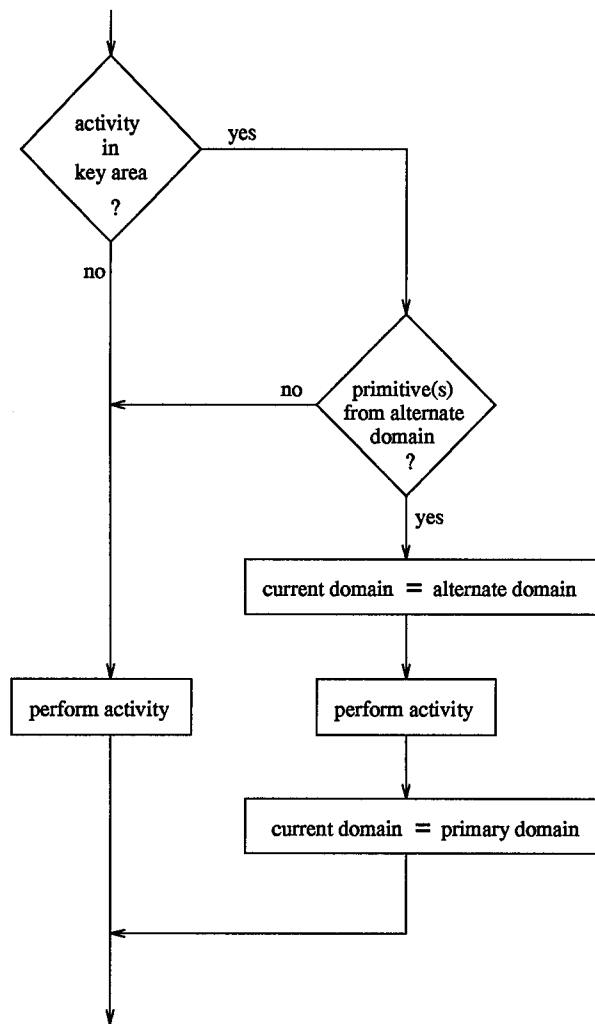 activity
in
key area
?
yes
no
no
primitive(s)
from alternate
domain
?
yes
current domain = alternate domain
perform activity
perform activity
current domain = primary domain